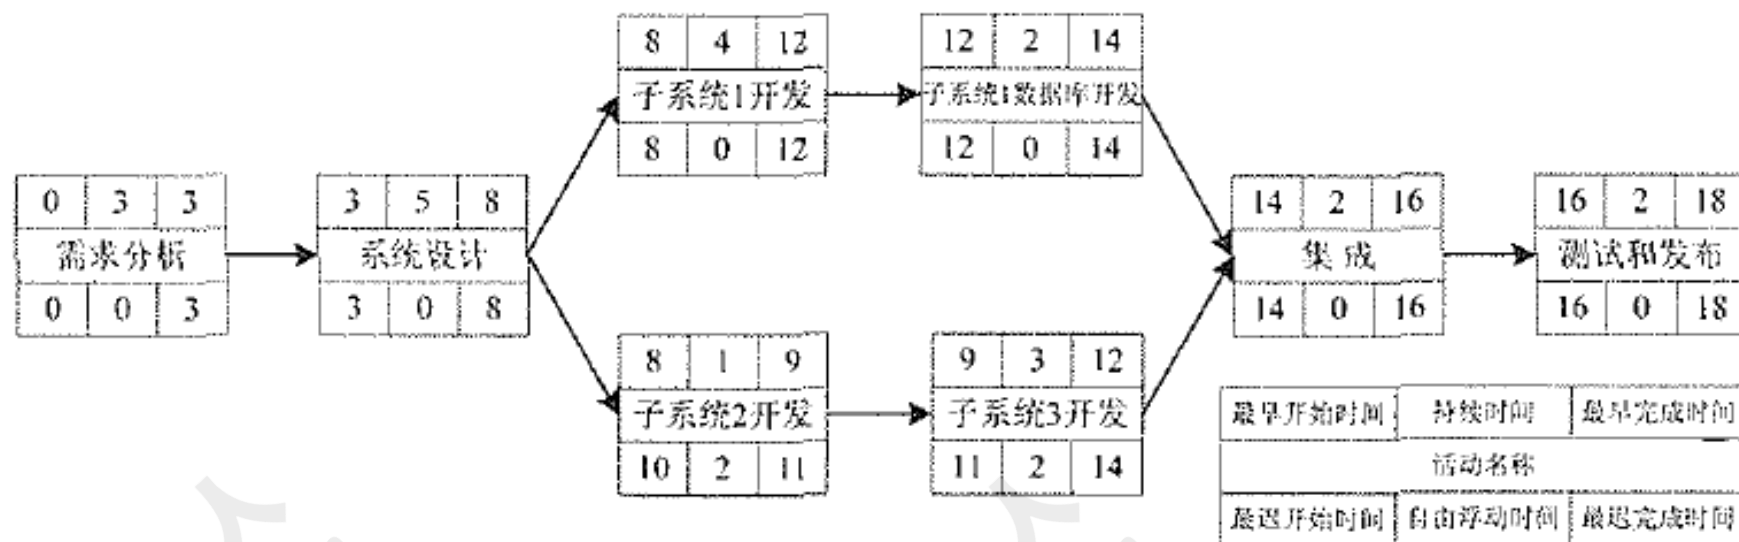 8 4 12
子系统1开发
8 0 12
12 2 14
子系统1数据库开发
12 0 14
0 3 3
需求分析
0 0 3
3 5 8
系统设计
3 0 8
8 1 9
子系统2开发
10 2 11
9 3 12
子系统3开发
11 2 14
14 2 16
集成
14 0 16
16 2 18
测试和发布
16 0 18
最早开始时间 持续时间 最早完成时间
活动名称
最迟开始时间 自由浮动时间 最迟完成时间